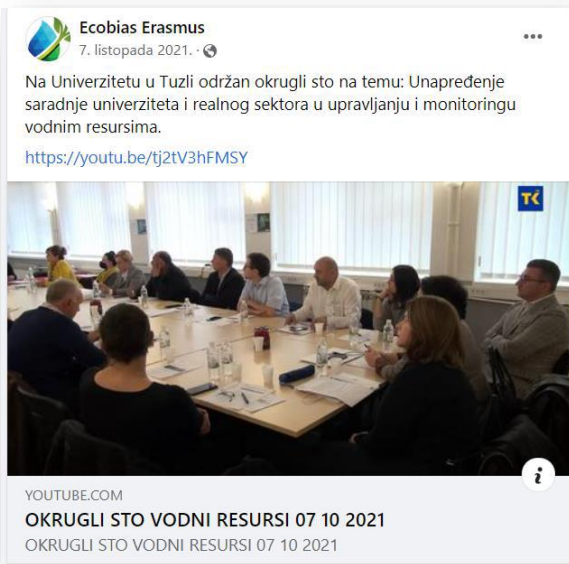 Ecobias Erasmus
7. listopada 2021. ·
Na Univerzitetu u Tuzli održan okrugli sto na temu: Unapređenje
saradnje univerziteta i realnog sektora u upravljanju i monitoringu
vodnim resursima.
https://youtu.be/tj2tV3hFMSY
TK
i
YOUTUBE.COM
OKRUGLI STO VODNI RESURSI 07 10 2021
OKRUGLI STO VODNI RESURSI 07 10 2021